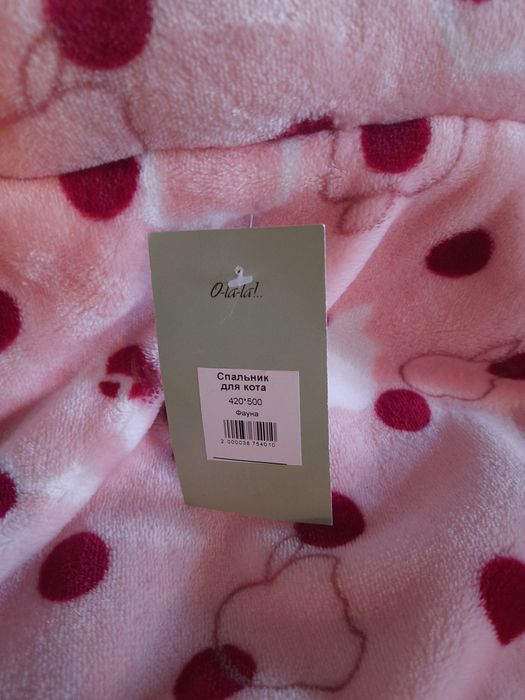 O-la-la!..
Спальник
для кота
420*500
Фауна
2 000038 754010